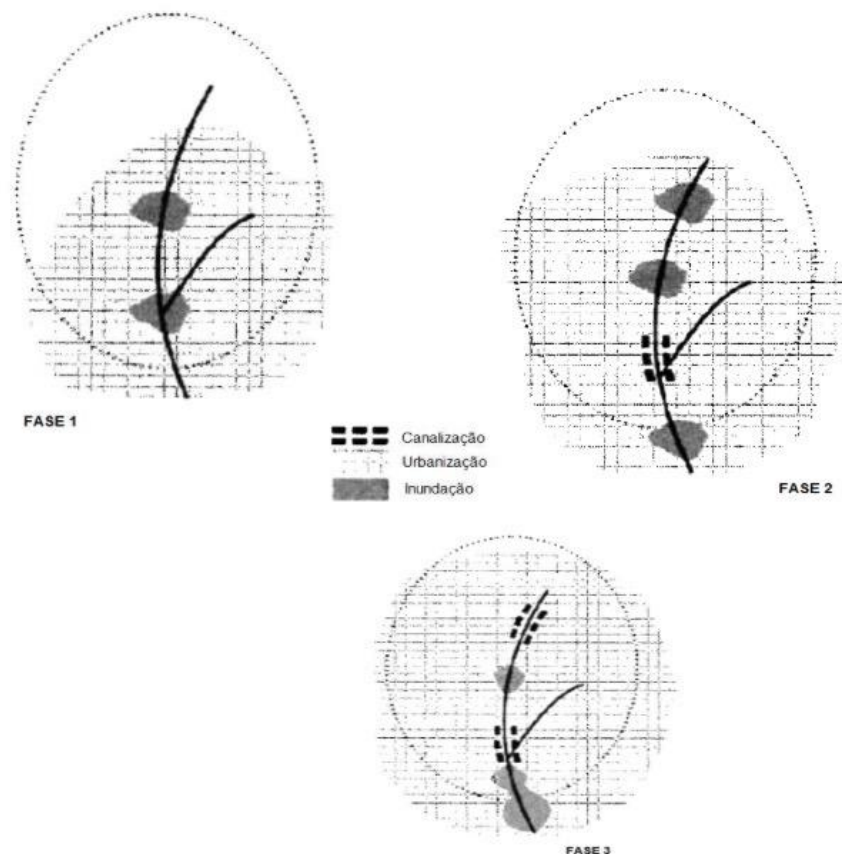 FASE 1
Canalização
Urbanização
Inundação
FASE 2
FASE 3